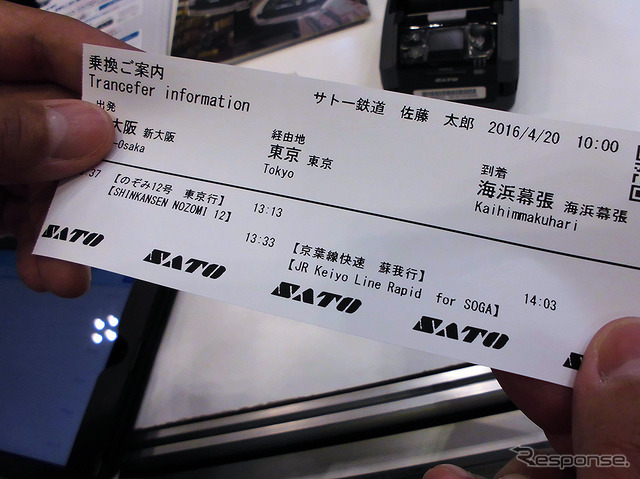 乗換ご案内
Trancefer information
サトー鉄道 佐藤 太郎 2016/4/20 10:00
出発
大阪 新大阪
-Osaka
経由地
東京 東京
Tokyo
到着
海浜幕張 海浜幕張
Kaihimmakuhari
37
【のぞみ12号 東京行】
【SHINKANSEN NOZOMI 12】
13:13
13:33
【京葉線快速 蘇我行】
【JR Keiyo Line Rapid for SOGA】
14:03
SATO
SATO
SATO
SATO
SATO
Response.